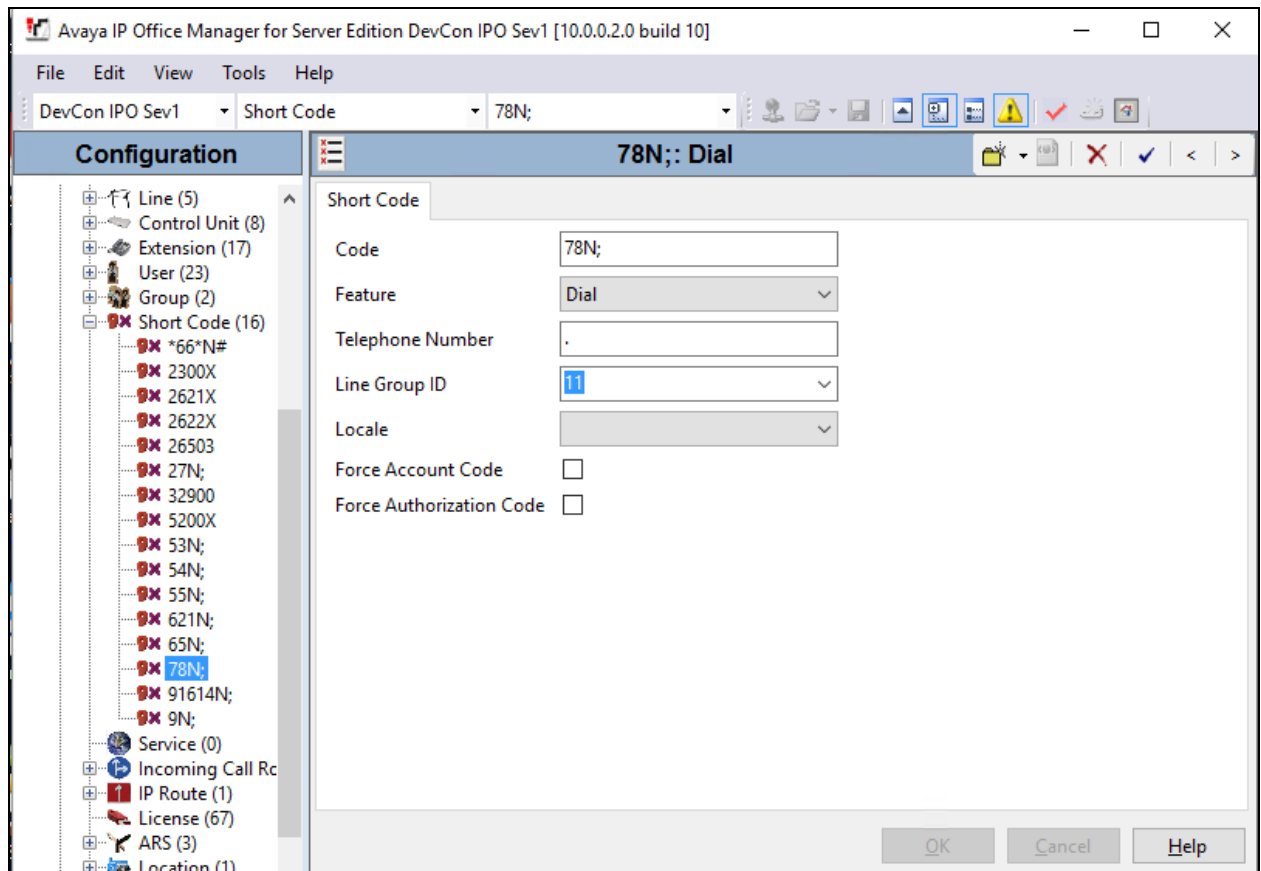 Avaya IP Office Manager for Server Edition DevCon IPO Sev1 [10.0.0.2.0 build 10]
File Edit View Tools Help
DevCon IPO Sev1 Short Code 78N;
Configuration
78N;: Dial
Line (5)
Control Unit (8)
Extension (17)
User (23)
Group (2)
Short Code (16)
*66*N#
2300X
2621X
2622X
26503
27N;
32900
5200X
53N;
54N;
55N;
621N;
65N;
78N;
91614N;
9N;
Service (0)
Incoming Call Rc
IP Route (1)
License (67)
ARS (3)
Location (1)
Short Code
Code 78N;
Feature Dial
Telephone Number .
Line Group ID 11
Locale
Force Account Code
Force Authorization Code
OK Cancel Help